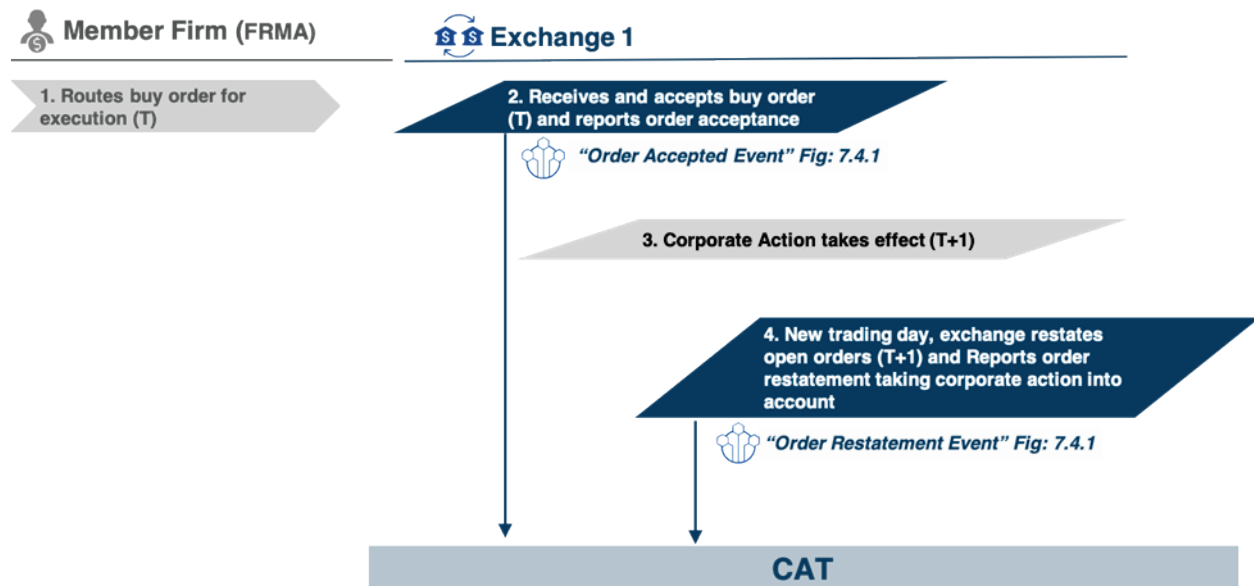 Member Firm (FRMA)
Exchange 1
1. Routes buy order for
execution (T)
2. Receives and accepts buy order
(T) and reports order acceptance
“Order Accepted Event” Fig: 7.4.1
3. Corporate Action takes effect (T+1)
4. New trading day, exchange restates
open orders (T+1) and Reports order
restatement taking corporate action into
account
“Order Restatement Event” Fig: 7.4.1
CAT